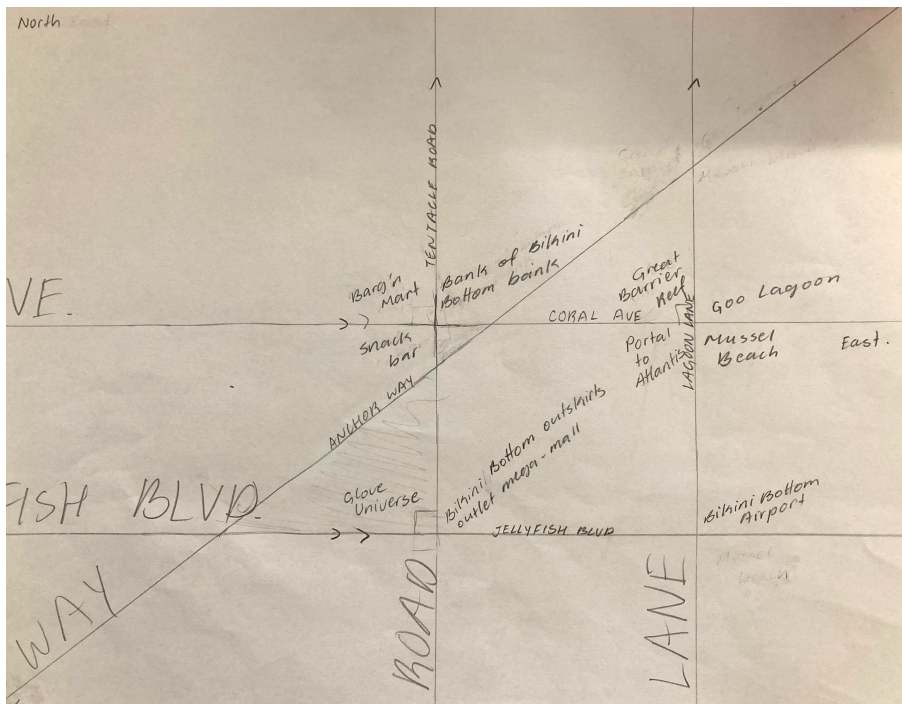 North
TENTACLE ROAD
Barg'n
Mart
Bank of Bikini
Bottom bank
Great
Barrier
Reef
Goo Lagoon
VE.
CORAL AVE
LAGOON LANE
Snack
bar
Portal
to
Atlantis
Mussel
Beach
East.
ANCHOR WAY
Bikini Bottom outskirts
outlet mega-mall
Glove
Universe
Bikini Bottom
Airport
FISH BLVD.
JELLYFISH BLVD
WAY
ROAD
LANE